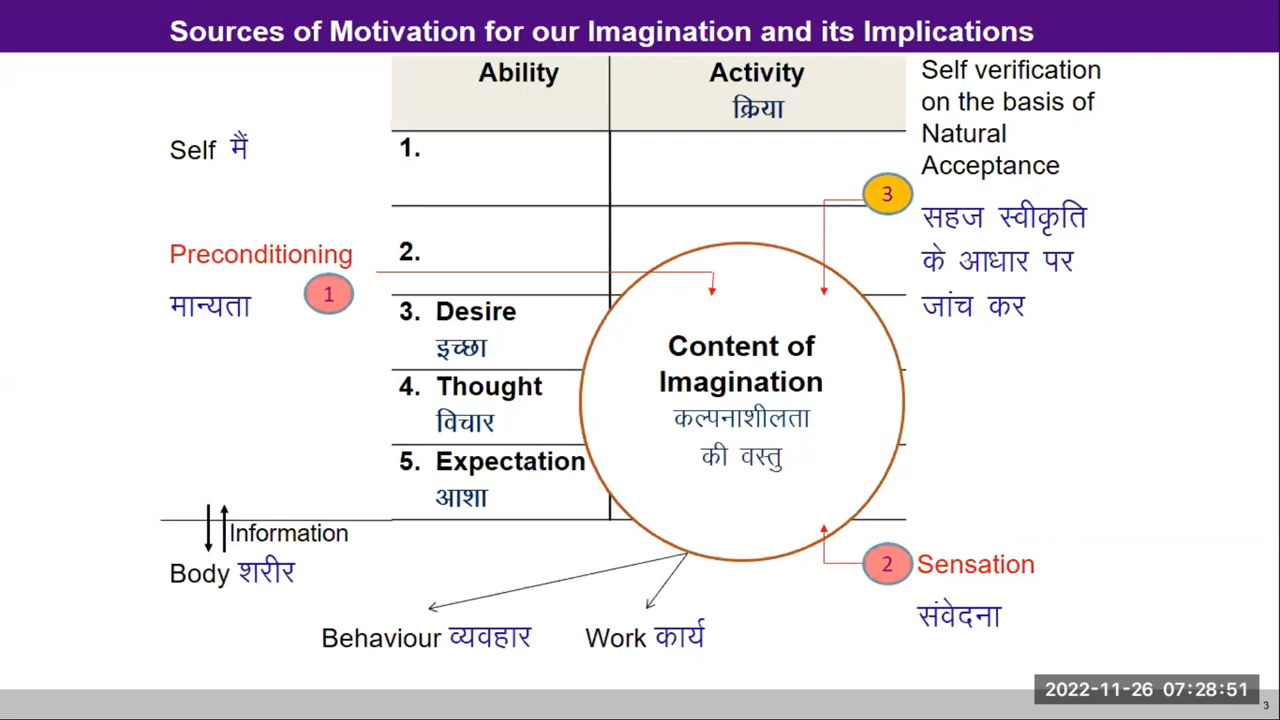 Sources of Motivation for our Imagination and its Implications
Ability
Activity
क्रिया
Self मैं
1.
Preconditioning
1
मान्यता
2.
3. Desire
इच्छा
4. Thought
विचार
5. Expectation
आशा
Content of
Imagination
कल्पनाशीलता
की वस्तु
Self verification
on the basis of
Natural
Acceptance
3
सहज स्वीकृति
के आधार पर
जांच कर
Information
Body शरीर
2 Sensation
संवेदना
Behaviour व्यवहार
Work कार्य
2022-11-26 07:28:51
3